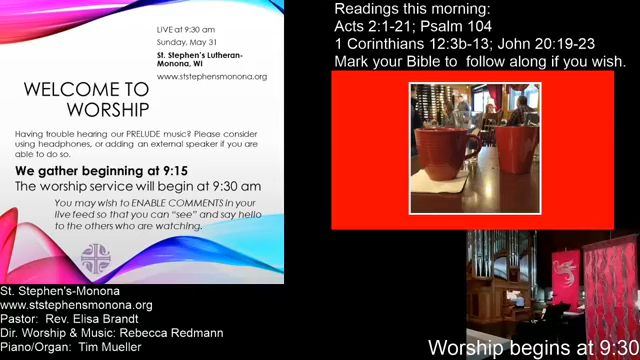 LIVE at 9:30 am
Sunday, May 31
St. Stephen's Lutheran-
Monona, Wi
www.ststephensmonona.org
WELCOME TO
WORSHIP
Having trouble hearing our PRELUDE music? Please consider
using headphones, or adding an external speaker if you are
able to do so.
We gather beginning at 9:15
The worship service will begin at 9:30 am
You may wish to ENABLE COMMENTS in your
live feed so that you can "see" and say hello
to the others who are watching.
St. Stephen's-Monona
www.ststephensmonona.org
Pastor: Rev. Elisa Brandt
Dir. Worship & Music: Rebecca Redmann
Piano/Organ: Tim Mueller
Readings this morning:
Acts 2:1-21; Psalm 104
1 Corinthians 12:3b-13; John 20:19-23
Mark your Bible to follow along if you wish.
Worship begins at 9:30